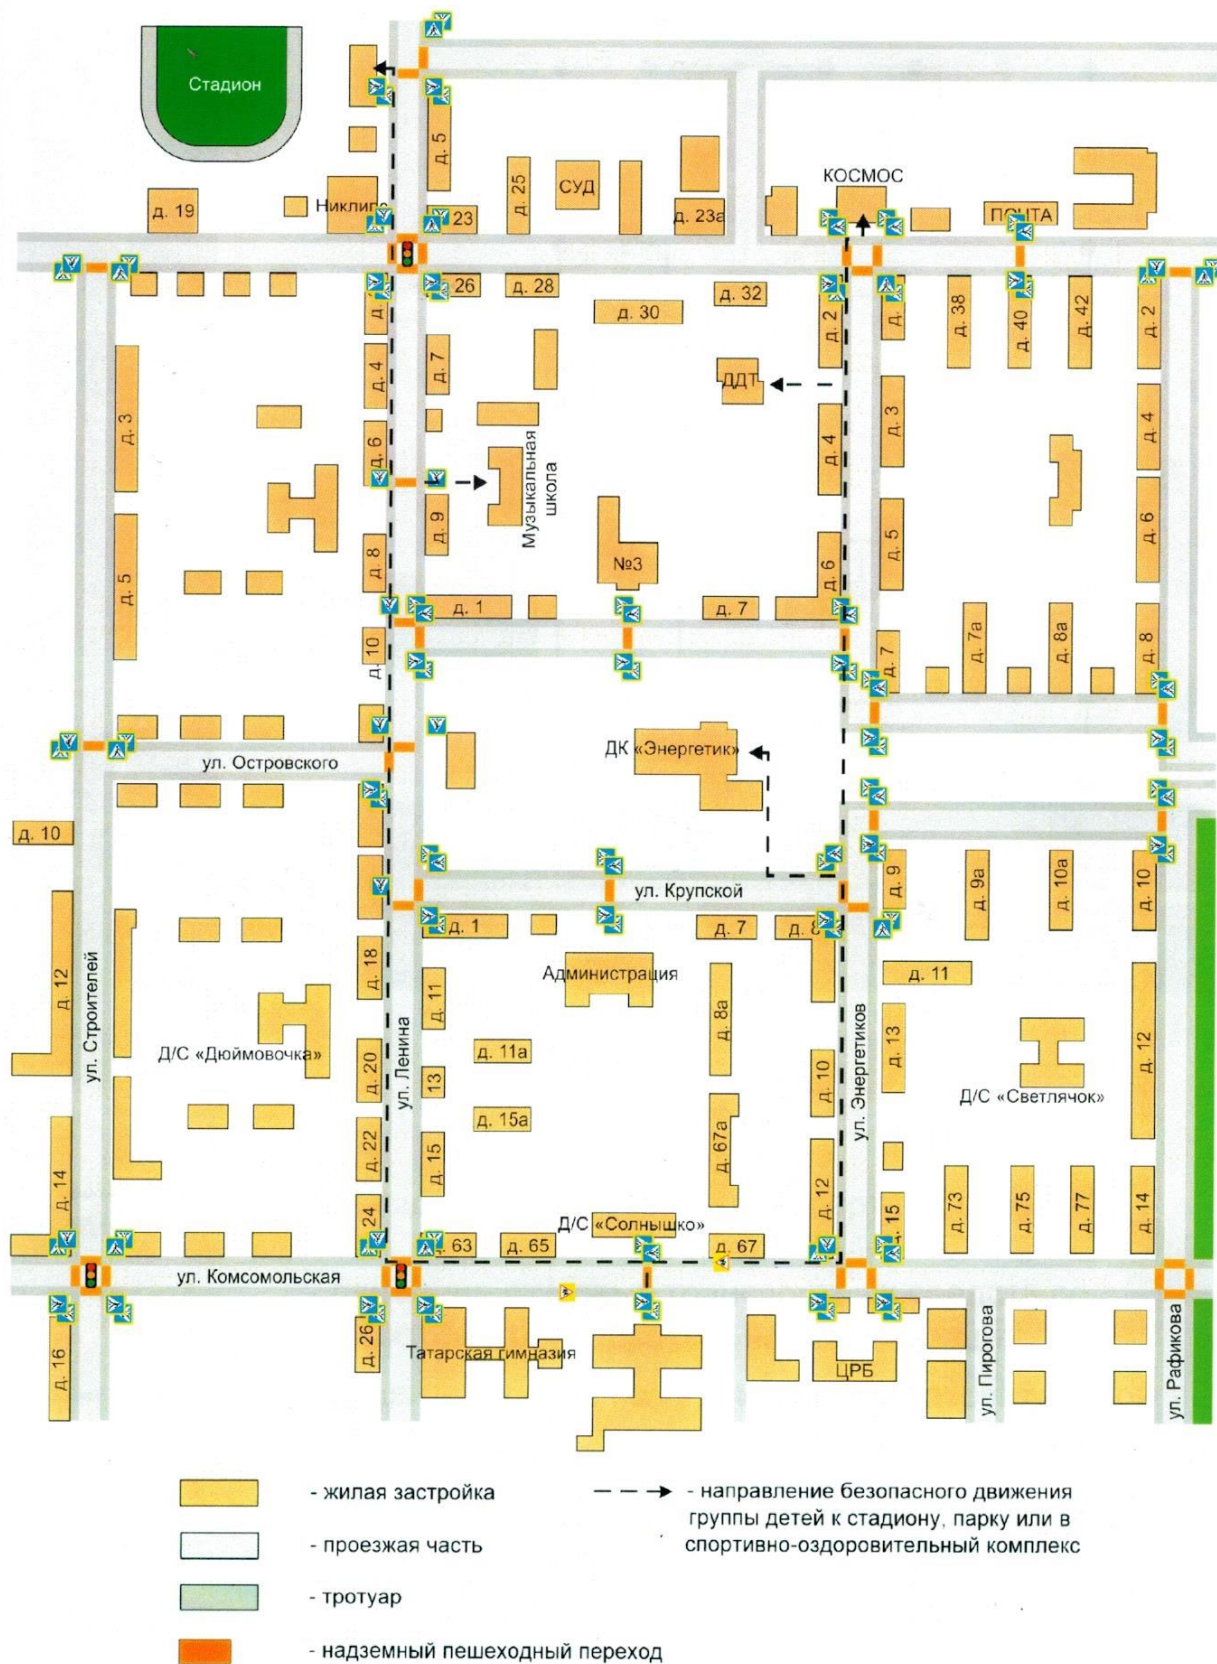 Стадион
д. 5
КОСМОС
д. 19
Никлипс
23
д. 25
СУД
д. 23а
ПОЧТА
д.
26
д. 28
д. 30
д. 32
д. 2
д.
д. 38
д. 40
д. 42
д. 2
д. 3
д. 4
д. 7
ДДТ
д. 3
д. 4
д. 6
Музыкальная
школа
д. 4
д. 9
д. 5
д. 8
№3
д. 6
д. 5
д. 6
д. 1
д. 7
д. 10
д. 7
д. 7а
д. 8а
д. 8
ДК «Энергетик»
ул. Островского
д. 10
ул. Крупской
д. 9
д. 9а
д. 10а
д. 10
д. 1
д. 7
д. 8
д. 12
ул. Строителей
д. 18
д. 11
Администрация
д. 8а
д. 11
Д/С «Дюймовочка»
д. 20
ул. Ленина
д. 11а
13
д. 15а
д. 10
ул. Энергетиков
д. 13
Д/С «Светлячок»
д. 12
д. 14
д. 22
д. 15
д. 67а
д. 24
д. 12
д. 15
д. 73
д. 75
д. 77
д. 14
Д/С «Солнышко»
63
д. 65
д. 67
ул. Комсомольская
д. 16
д. 26
Татарская гимназия
ЦРБ
ул. Пирогова
ул. Рафикова
- жилая застройка
- проезжая часть
- тротуар
- надземный пешеходный переход
- направление безопасного движения
группы детей к стадиону, парку или в
спортивно-оздоровительный комплекс